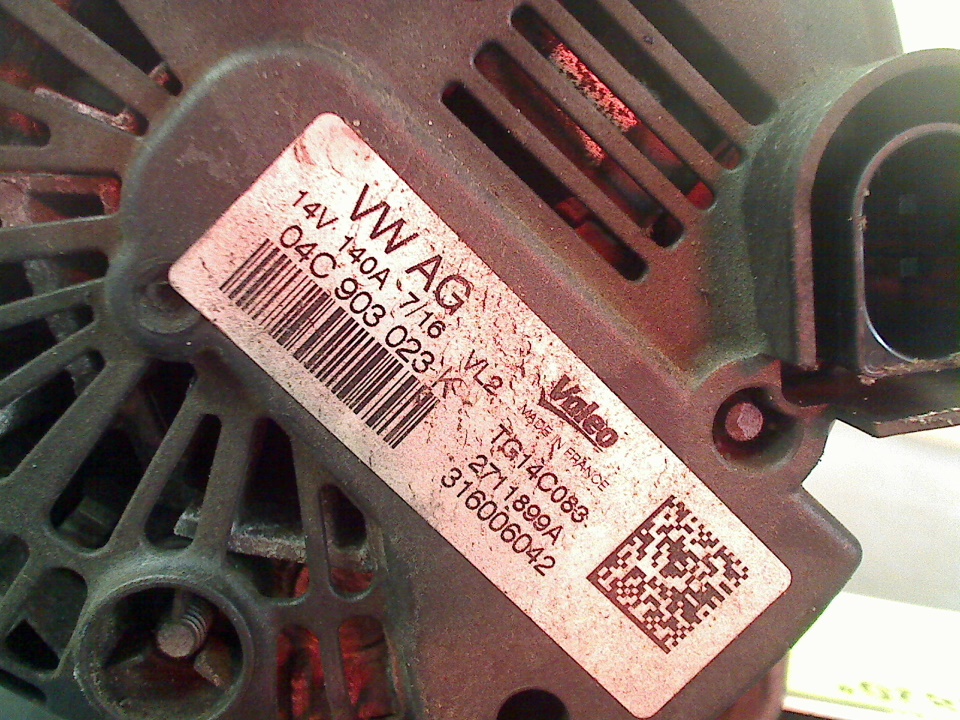 VW AG
14V 140A 7/16
04C 903 023 K
VL2
Valeo
MADE IN FRANCE
TG14C083
2711899A
316006042